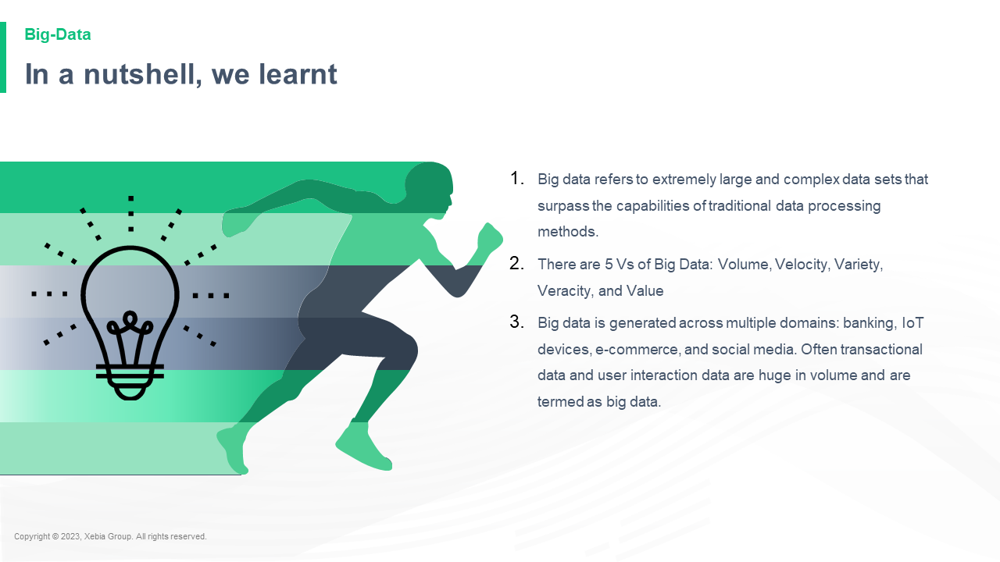 Big-Data
In a nutshell, we learnt
1. Big data refers to extremely large and complex data sets that
surpass the capabilities of traditional data processing
methods.
2. There are 5 Vs of Big Data: Volume, Velocity, Variety,
Veracity, and Value
3. Big data is generated across multiple domains: banking, IoT
devices, e-commerce, and social media. Often transactional
data and user interaction data are huge in volume and are
termed as big data.
Copyright © 2023, Xebia Group. All rights reserved.